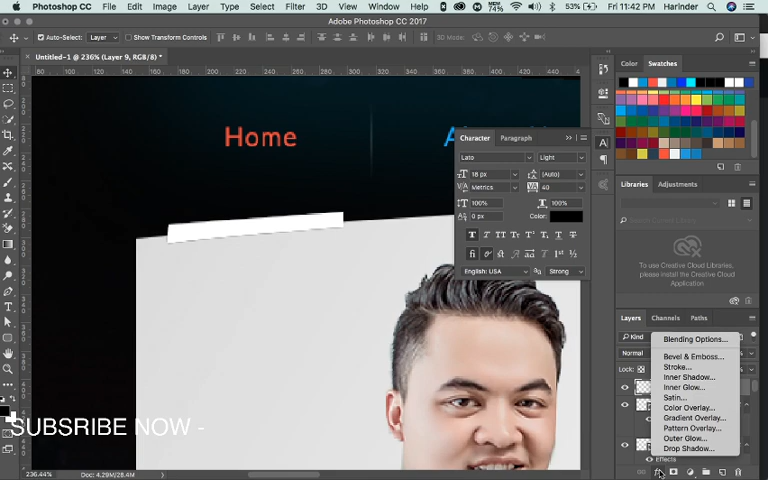 Photoshop CC File Edit Image Layer Type Select Filter 3D View Window Help MEM 74% 53% Fri 11:42 PM Harinder
Adobe Photoshop CC 2017
Auto-Select: Layer Show Transform Controls 3D Mode:
Untitled-1 @ 236% (Layer 9, RGB/8) *
Color Swatches
Home
Character Paragraph
Lato Light
18 px (Auto)
Metrics 40
100% 100%
0 px Color:
English: USA Strong
Libraries Adjustments
To use Creative Cloud Libraries,
please install the Creative Cloud
Application
Layers Channels Paths
Kind
Normal
Lock:
Blending Options...
Bevel & Emboss...
Stroke...
Inner Shadow...
Inner Glow...
Satin...
Color Overlay...
Gradient Overlay...
Pattern Overlay...
Outer Glow...
Drop Shadow...
Effects
SUBSRIBE NOW -
236.44% Doc: 4.29M/28.4M